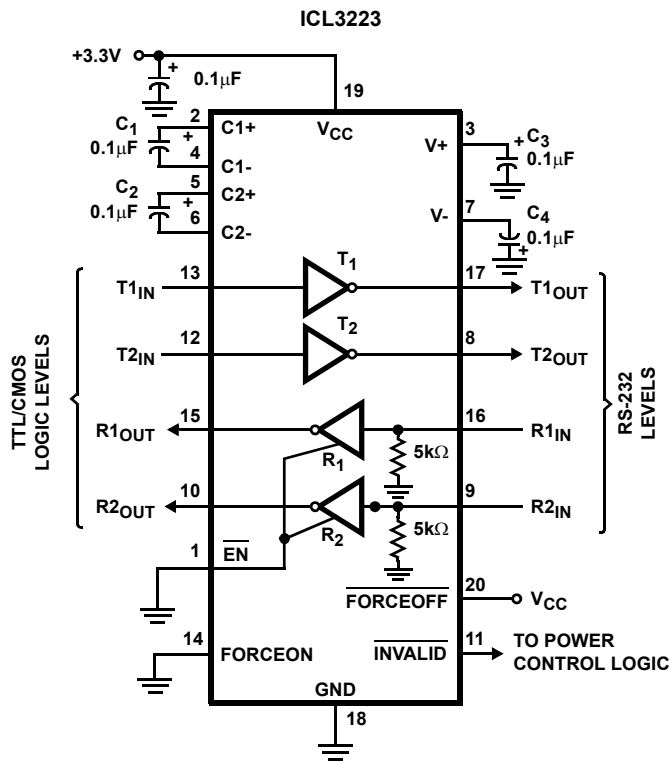 ICL3223
+3.3V
+
0.1μF
19
2
C1+
VCC
C1
+
0.1μF
4
C1-
3
V+
+
C3
0.1μF
5
C2+
C2
+
0.1μF
6
C2-
7
V-
C4
0.1μF
+
T1
13
T1IN
17
T1OUT
T2
12
T2IN
8
T2OUT
TTL/CMOS
LOGIC LEVELS
RS-232
LEVELS
15
R1OUT
R1
5kΩ
16
R1IN
10
R2OUT
R2
5kΩ
9
R2IN
1
EN
20
FORCEOFF
VCC
14
FORCEON
11
INVALID
TO POWER
CONTROL LOGIC
GND
18